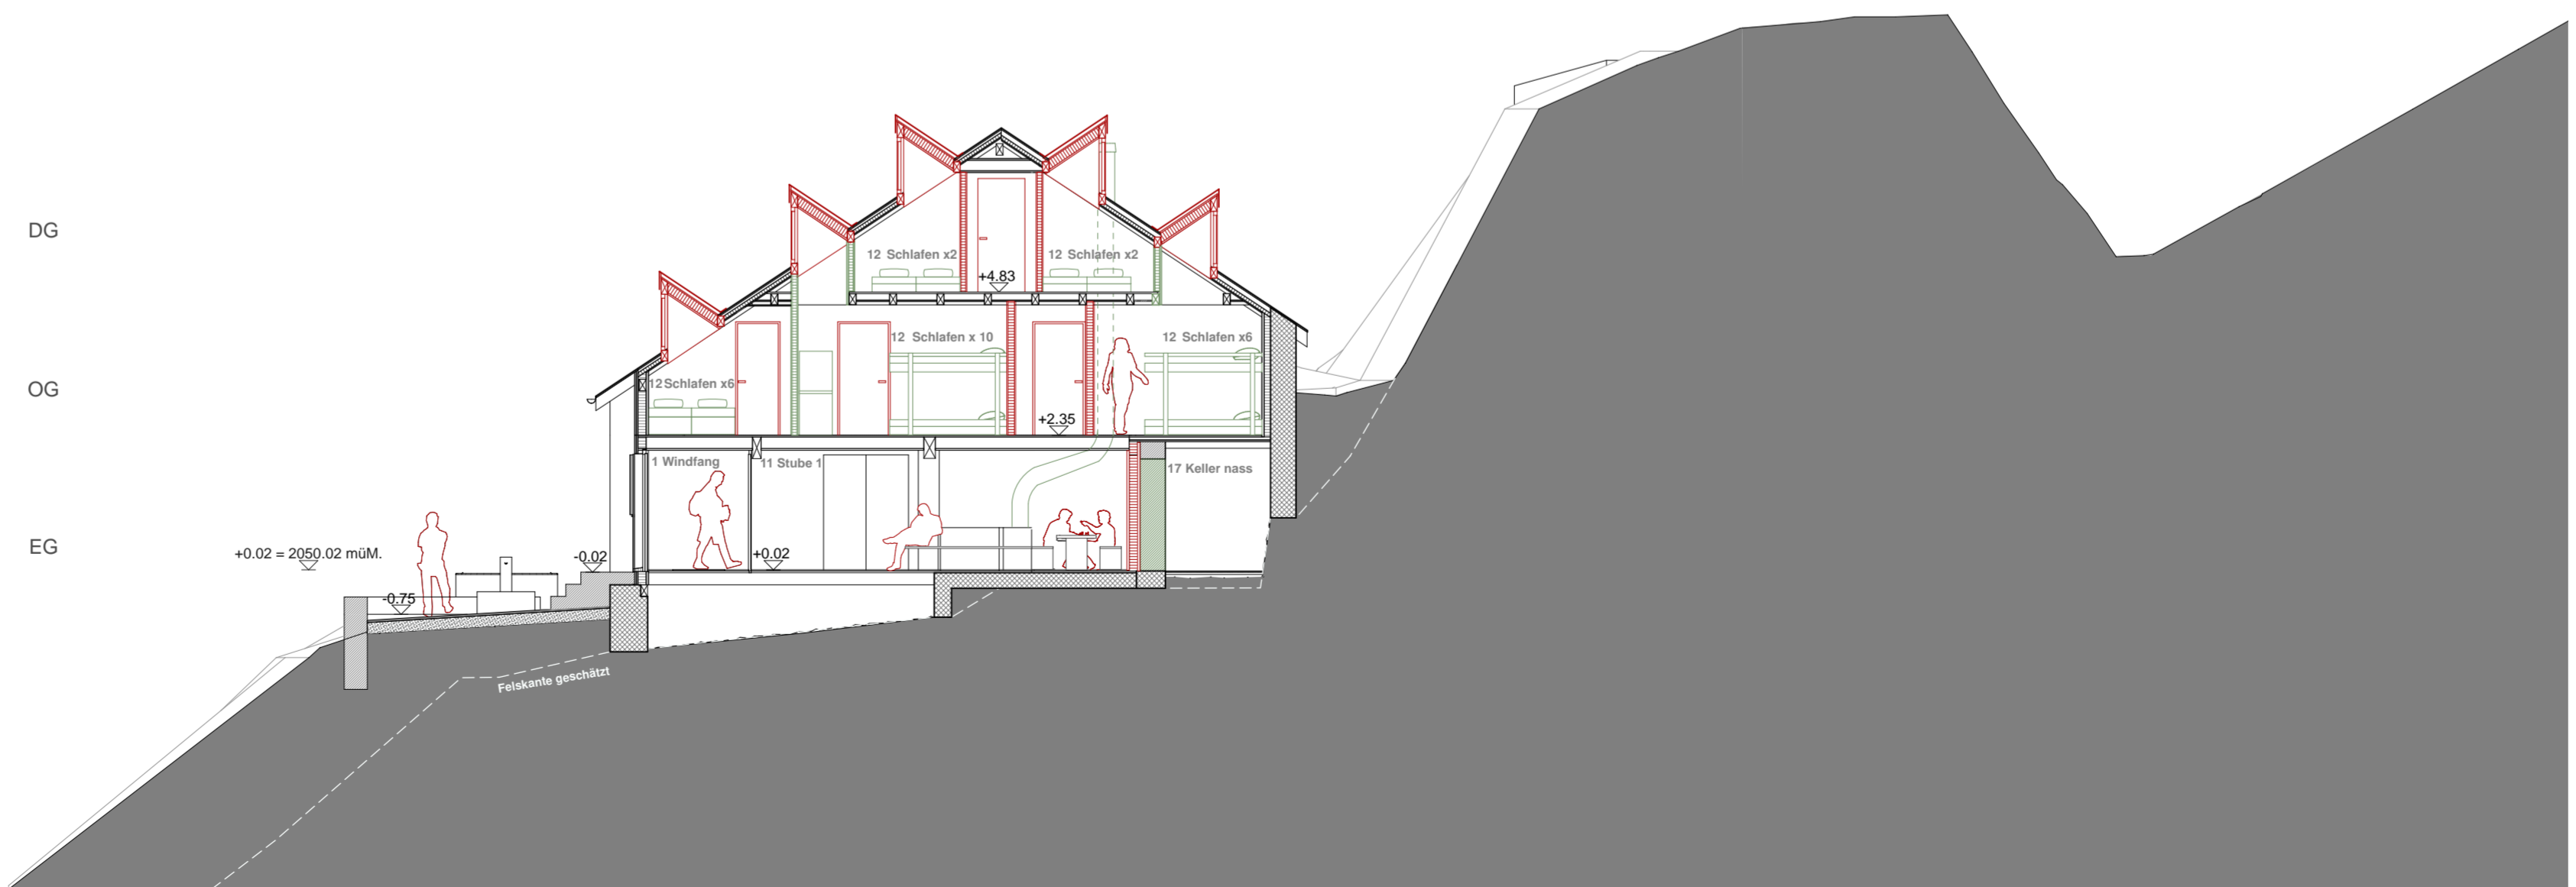 DG
12 Schlafen x2
12 Schlafen x2
+4.83
OG
12 Schlafen x 10
12 Schlafen x6
12Schlafen x6
+2.35
1 Windfang
11 Stube 1
17 Keller nass
EG
+0.02 = 2050.02 müM.
-0.02
+0.02
-0.75
Felskante geschätzt